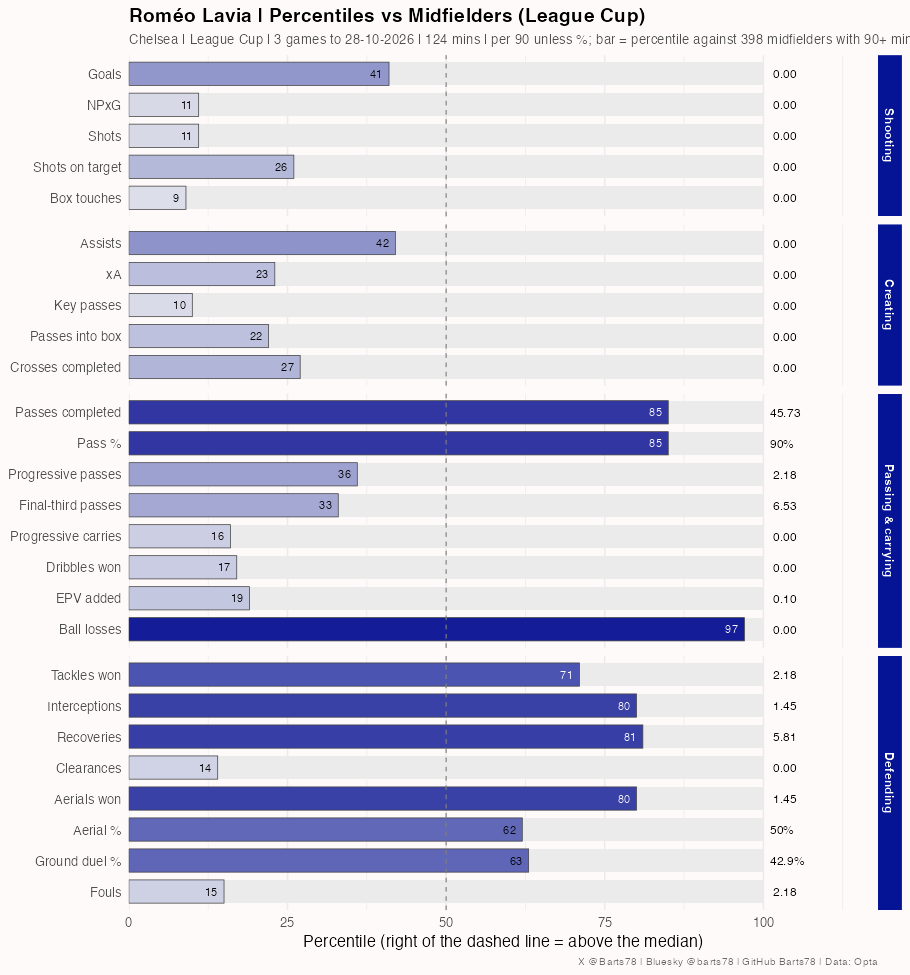 Roméo Lavia | Percentiles vs Midfielders (League Cup)
Chelsea | League Cup | 3 games to 28-10-2026 | 124 mins | per 90 unless %; bar = percentile against 398 midfielders with 90+ min
Goals 41 0.00
NPxG 11 0.00
Shots 11 0.00
Shots on target 26 0.00
Box touches 9 0.00
Shooting
Assists 42 0.00
xA 23 0.00
Key passes 10 0.00
Passes into box 22 0.00
Crosses completed 27 0.00
Creating
Passes completed 85 45.73
Pass % 85 90%
Progressive passes 36 2.18
Final-third passes 33 6.53
Progressive carries 16 0.00
Dribbles won 17 0.00
EPV added 19 0.10
Ball losses 97 0.00
Passing & carrying
Tackles won 71 2.18
Interceptions 80 1.45
Recoveries 81 5.81
Clearances 14 0.00
Aerials won 80 1.45
Aerial % 62 50%
Ground duel % 63 42.9%
Fouls 15 2.18
Defending
0 25 50 75 100
Percentile (right of the dashed line = above the median)
X @Barts78 | Bluesky @barts78 | GitHub Barts78 | Data: Opta